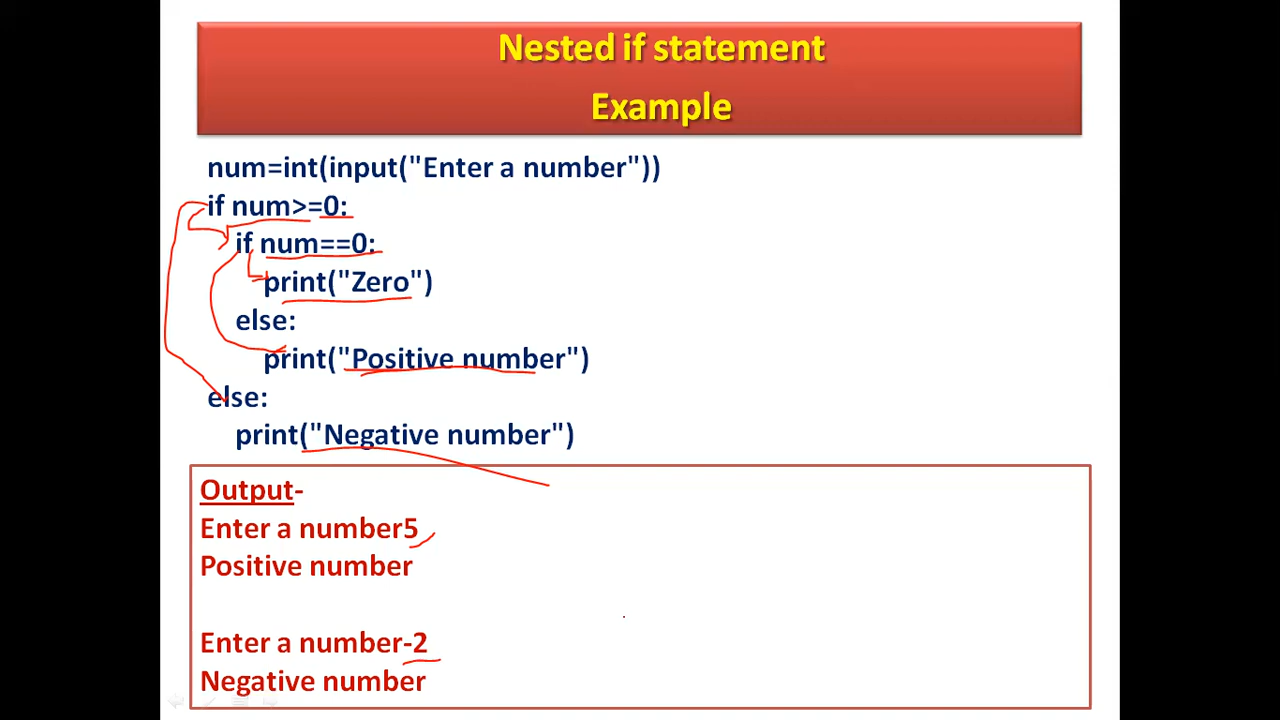 Nested if statement
Example
num=int(input("Enter a number"))
if num>=0:
if num==0:
print("Zero")
else:
print("Positive number")
else:
print("Negative number")
Output-
Enter a number5
Positive number
Enter a number-2
Negative number